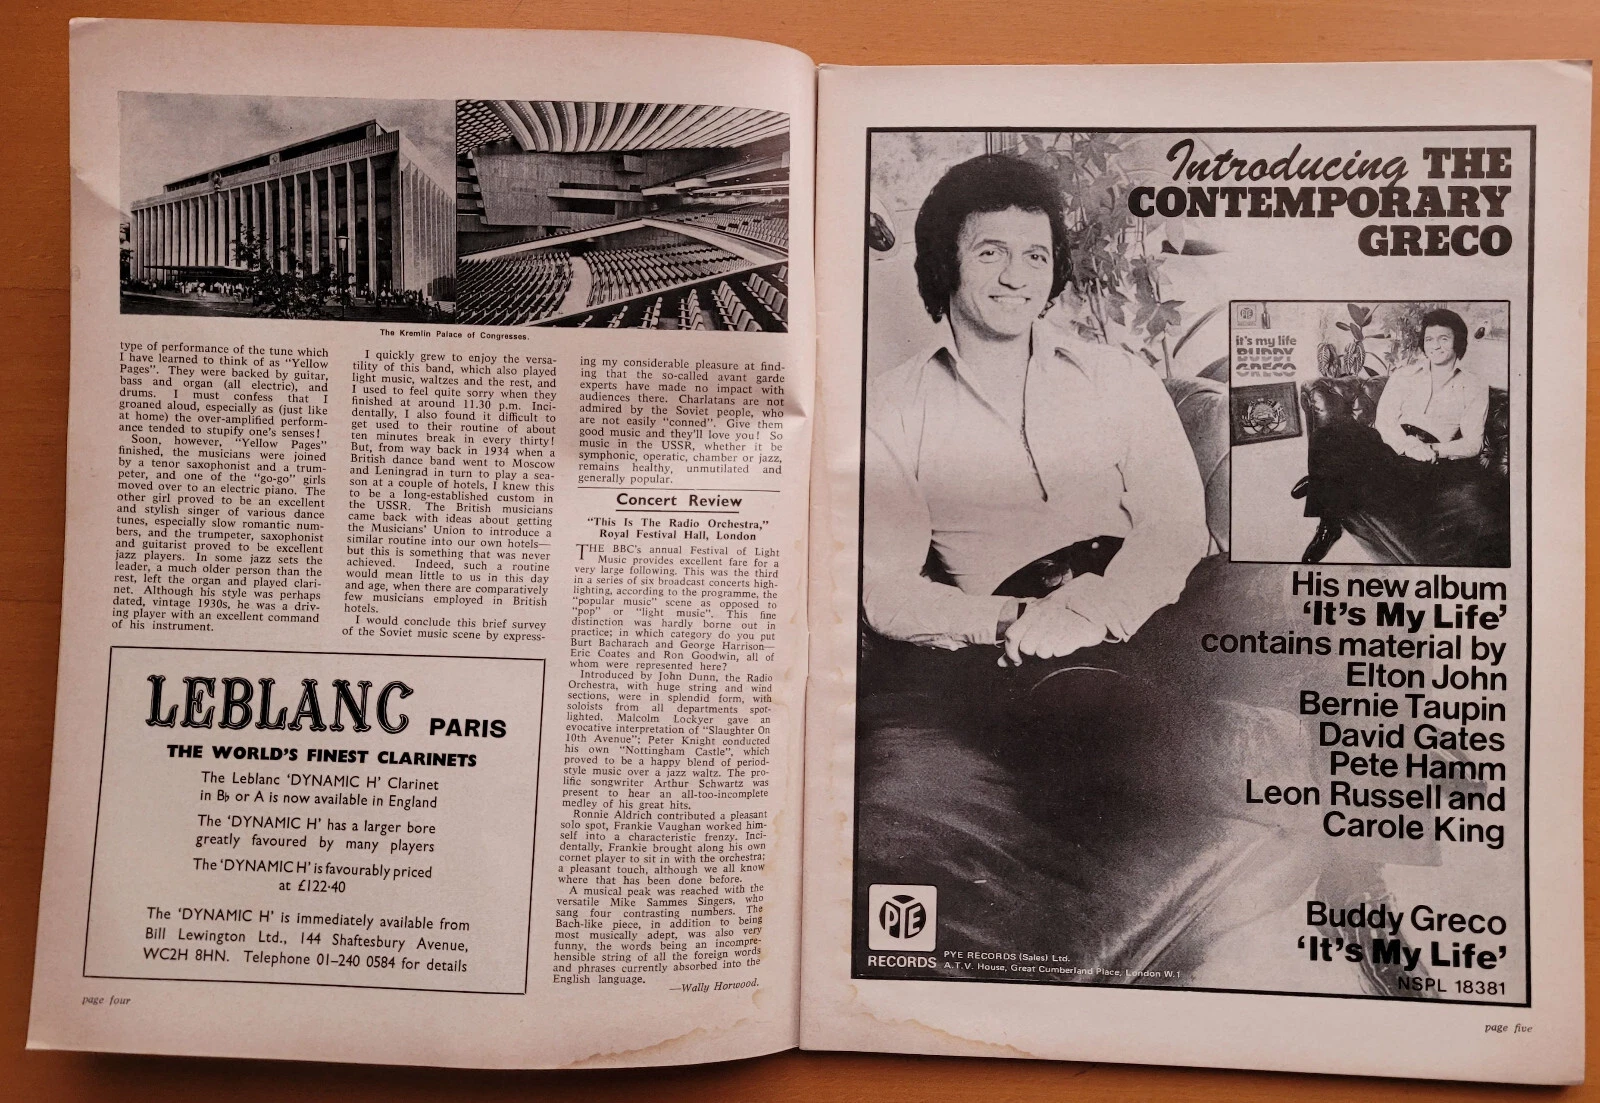 The Kremlin Palace of Congresses.
type of performance of the tune which
I have learned to think of as "Yellow
Pages". They were backed by guitar,
bass and organ (all electric), and
drums. I must confess that I
groaned aloud, especially as (just like
at home) the over-amplified perform-
ance tended to stupify one's senses!
Soon, however, "Yellow Pages"
finished, the musicians were joined
by a tenor saxophonist and a trum-
peter, and one of the "go-go" girls
moved over to an electric piano. The
other girl proved to be an excellent
and stylish singer of various dance
tunes, especially slow romantic num-
bers, and the trumpeter, saxophonist
and guitarist proved to be excellent
jazz players. In some jazz sets the
leader, a much older person than the
rest, left the organ and played clari-
net. Although his style was perhaps
dated, vintage 1930s, he was a driv-
ing player with an excellent command
of his instrument.
I quickly grew to enjoy the versa-
tility of this band, which also played
light music, waltzes and the rest, and
I used to feel quite sorry when they
finished at around 11.30 p.m. Inci-
dentally, I also found it difficult to
get used to their routine of about
ten minutes break in every thirty!
But, from way back in 1934 when a
British dance band went to Moscow
and Leningrad in turn to play a sea-
son at a couple of hotels, I knew this
to be a long-established custom in
the USSR. The British musicians
came back with ideas about getting
the Musicians' Union to introduce a
similar routine into our own hotels—
but this is something that was never
achieved. Indeed, such a routine
would mean little to us in this day
and age, when there are comparatively
few musicians employed in British
hotels.
I would conclude this brief survey
of the Soviet music scene by express-
ing my considerable pleasure at find-
ing that the so-called avant garde
experts have made no impact with
audiences there. Charlatans are not
admired by the Soviet people, who
are not easily "conned". Give them
good music and they'll love you! So
music in the USSR, whether it be
symphonic, operatic, chamber or jazz,
remains healthy, unmutilated and
generally popular.
Concert Review
"This Is The Radio Orchestra,"
Royal Festival Hall, London
THE BBC's annual Festival of Light
Music provides excellent fare for a
very large following. This was the third
in a series of six broadcast concerts high-
lighting, according to the programme, the
"popular music" scene as opposed to
"pop" or "light music". This fine
distinction was hardly borne out in
practice; in which category do you put
Burt Bacharach and George Harrison—
Eric Coates and Ron Goodwin, all of
whom were represented here?
Introduced by John Dunn, the Radio
Orchestra, with huge string and wind
sections, were in splendid form, with
soloists from all departments spot-
lighted. Malcolm Lockyer gave an
evocative interpretation of "Slaughter On
10th Avenue"; Peter Knight conducted
his own "Nottingham Castle", which
proved to be a happy blend of period-
style music over a jazz waltz. The pro-
lific songwriter Arthur Schwartz was
present to hear an all-too-incomplete
medley of his great hits.
Ronnie Aldrich contributed a pleasant
solo spot, Frankie Vaughan worked him-
self into a characteristic frenzy. Inci-
dentally, Frankie brought along his own
cornet player to sit in with the orchestra;
a pleasant touch, although we all know
where that has been done before.
A musical peak was reached with the
versatile Mike Sammes Singers, who
sang four contrasting numbers. The
Bach-like piece, in addition to being
most musically adept, was also very
funny, the words being an incompre-
hensible string of all the foreign words
and phrases currently absorbed into the
English language.
—Wally Horwood.
LEBLANC PARIS
THE WORLD'S FINEST CLARINETS
The Leblanc 'DYNAMIC H' Clarinet
in B♭ or A is now available in England
The 'DYNAMIC H' has a larger bore
greatly favoured by many players
The 'DYNAMIC H' is favourably priced
at £122·40
The 'DYNAMIC H' is immediately available from
Bill Lewington Ltd., 144 Shaftesbury Avenue,
WC2H 8HN. Telephone 01-240 0584 for details
page four
Introducing THE
CONTEMPORARY
GRECO
it's my life
BUDDY
GRECO
His new album
'It's My Life'
contains material by
Elton John
Bernie Taupin
David Gates
Pete Hamm
Leon Russell and
Carole King
Buddy Greco
'It's My Life'
NSPL 18381
PYE
RECORDS
PYE RECORDS (Sales) Ltd.
A.T.V. House, Great Cumberland Place, London W.1
page five